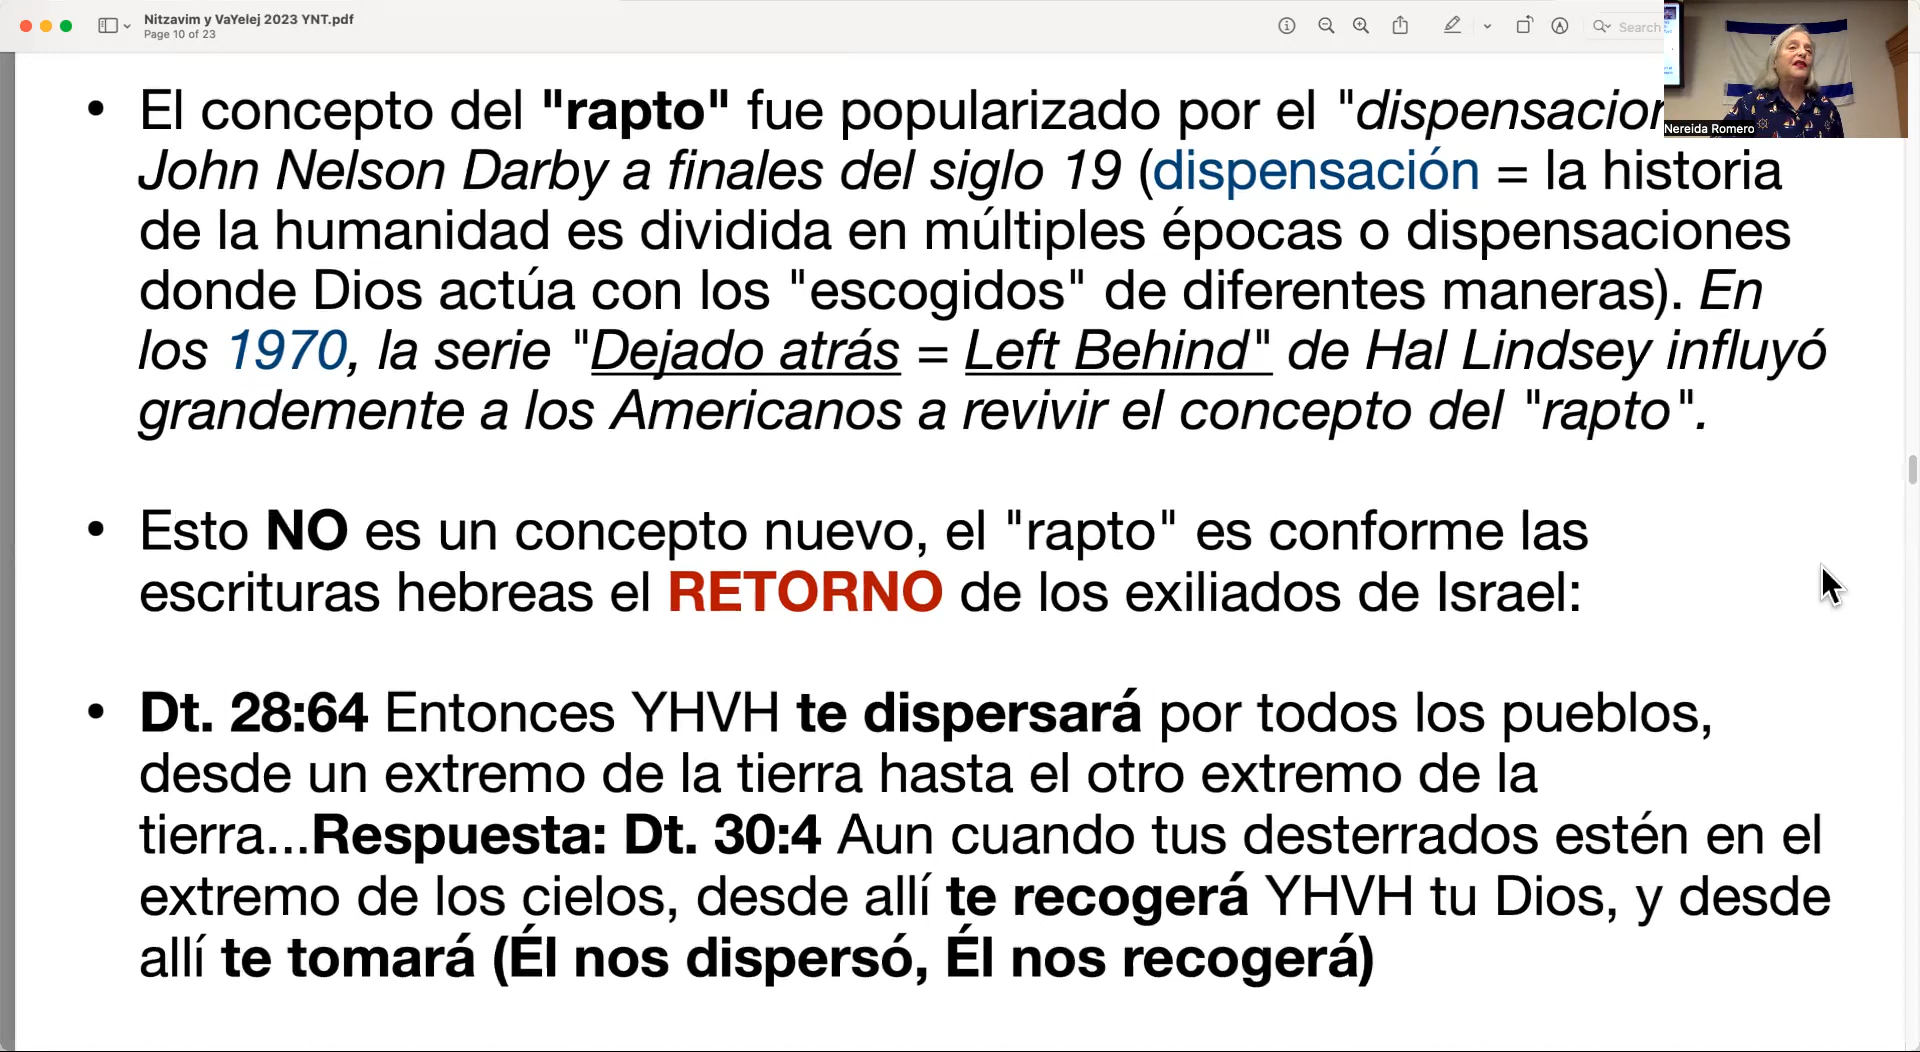 Nitzavim y VaYelej 2023 YNT.pdf
Page 10 of 23
Search
Nereida Romero
• El concepto del "rapto" fue popularizado por el "dispensacion
John Nelson Darby a finales del siglo 19 (dispensación = la historia
de la humanidad es dividida en múltiples épocas o dispensaciones
donde Dios actúa con los "escogidos" de diferentes maneras). En
los 1970, la serie "Dejado atrás = Left Behind" de Hal Lindsey influyó
grandemente a los Americanos a revivir el concepto del "rapto".
• Esto NO es un concepto nuevo, el "rapto" es conforme las
escrituras hebreas el RETORNO de los exiliados de Israel:
• Dt. 28:64 Entonces YHVH te dispersará por todos los pueblos,
desde un extremo de la tierra hasta el otro extremo de la
tierra...Respuesta: Dt. 30:4 Aun cuando tus desterrados estén en el
extremo de los cielos, desde allí te recogerá YHVH tu Dios, y desde
allí te tomará (Él nos dispersó, Él nos recogerá)